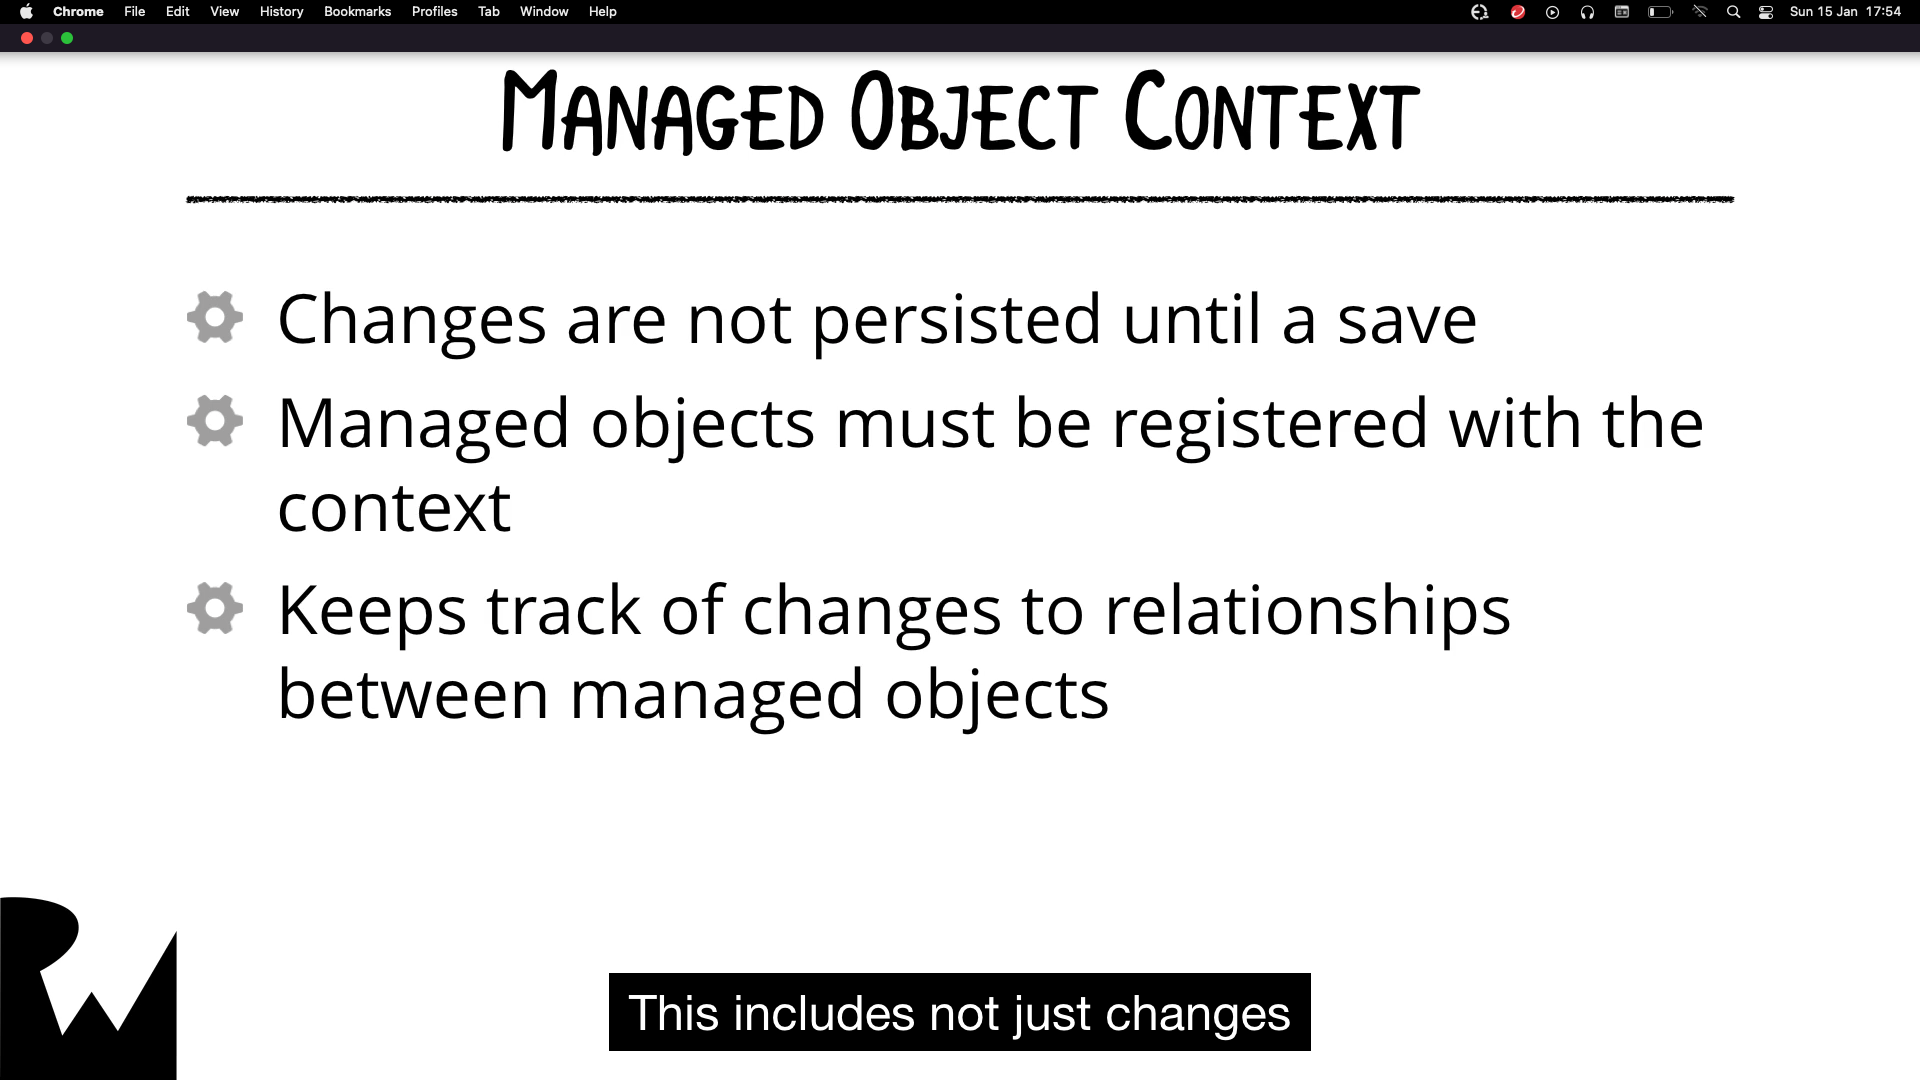 Chrome File Edit View History Bookmarks Profiles Tab Window Help Sun 15 Jan 17:54
Managed Object Context
Changes are not persisted until a save
Managed objects must be registered with the
context
Keeps track of changes to relationships
between managed objects
RW
This includes not just changes